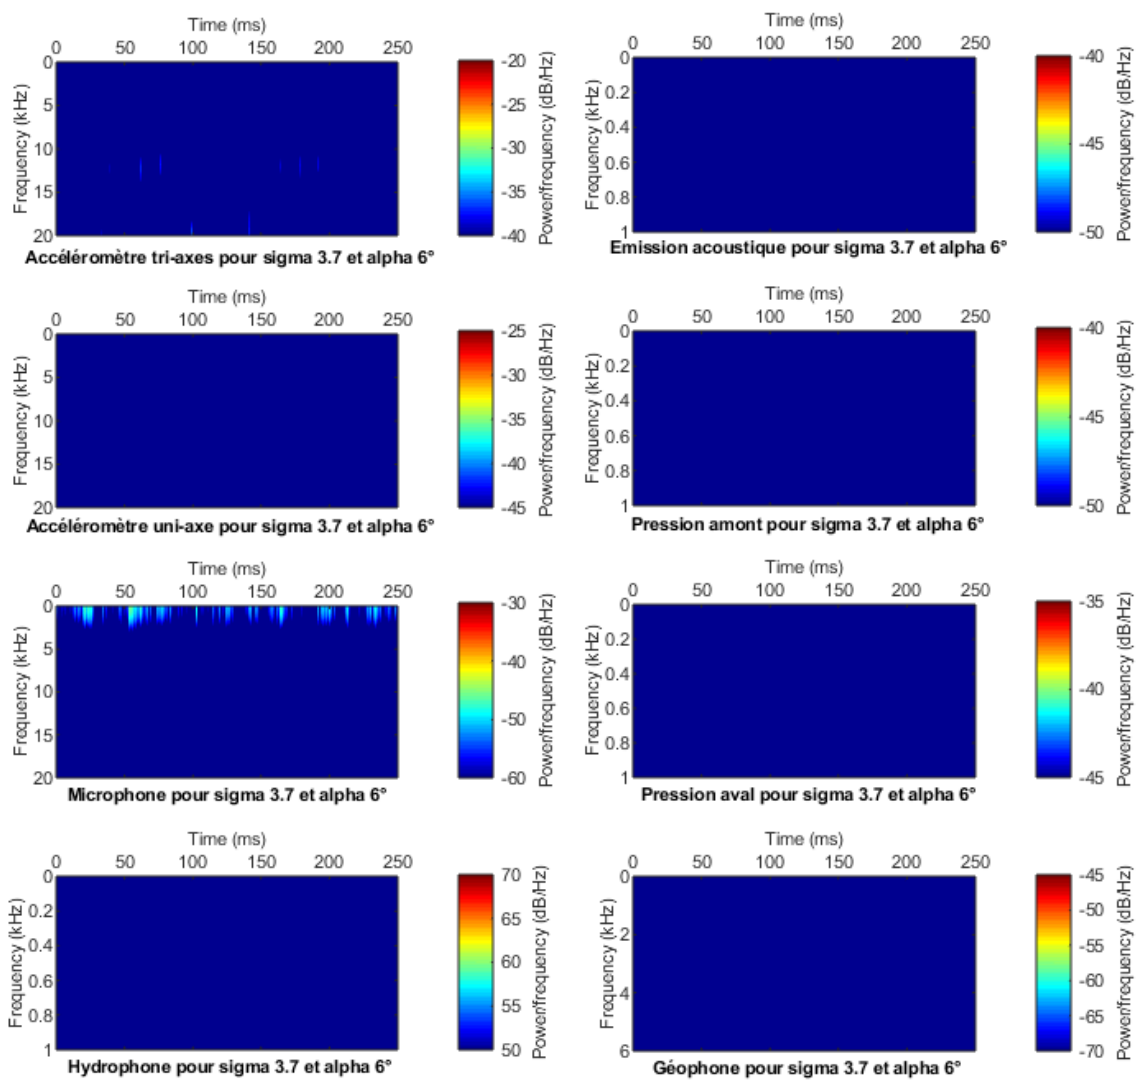 Time (ms)
0 50 100 150 200 250
Frequency (kHz)
0
5
10
15
20
-20
-25
-30
-35
-40
Power/frequency (dB/Hz)
Accéléromètre tri-axes pour sigma 3.7 et alpha 6°
Time (ms)
0 50 100 150 200 250
Frequency (kHz)
0
0.2
0.4
0.6
0.8
1
-40
-45
-50
Power/frequency (dB/Hz)
Emission acoustique pour sigma 3.7 et alpha 6°
Time (ms)
0 50 100 150 200 250
Frequency (kHz)
0
5
10
15
20
-25
-30
-35
-40
-45
Power/frequency (dB/Hz)
Accéléromètre uni-axe pour sigma 3.7 et alpha 6°
Time (ms)
0 50 100 150 200 250
Frequency (kHz)
0
0.2
0.4
0.6
0.8
1
-40
-45
-50
Power/frequency (dB/Hz)
Pression amont pour sigma 3.7 et alpha 6°
Time (ms)
0 50 100 150 200 250
Frequency (kHz)
0
5
10
15
20
-30
-40
-50
-60
Power/frequency (dB/Hz)
Microphone pour sigma 3.7 et alpha 6°
Time (ms)
0 50 100 150 200 250
Frequency (kHz)
0
0.2
0.4
0.6
0.8
1
-35
-40
-45
Power/frequency (dB/Hz)
Pression aval pour sigma 3.7 et alpha 6°
Time (ms)
0 50 100 150 200 250
Frequency (kHz)
0
0.2
0.4
0.6
0.8
1
70
65
60
55
50
Power/frequency (dB/Hz)
Hydrophone pour sigma 3.7 et alpha 6°
Time (ms)
0 50 100 150 200 250
Frequency (kHz)
0
2
4
6
-45
-50
-55
-60
-65
-70
Power/frequency (dB/Hz)
Géophone pour sigma 3.7 et alpha 6°